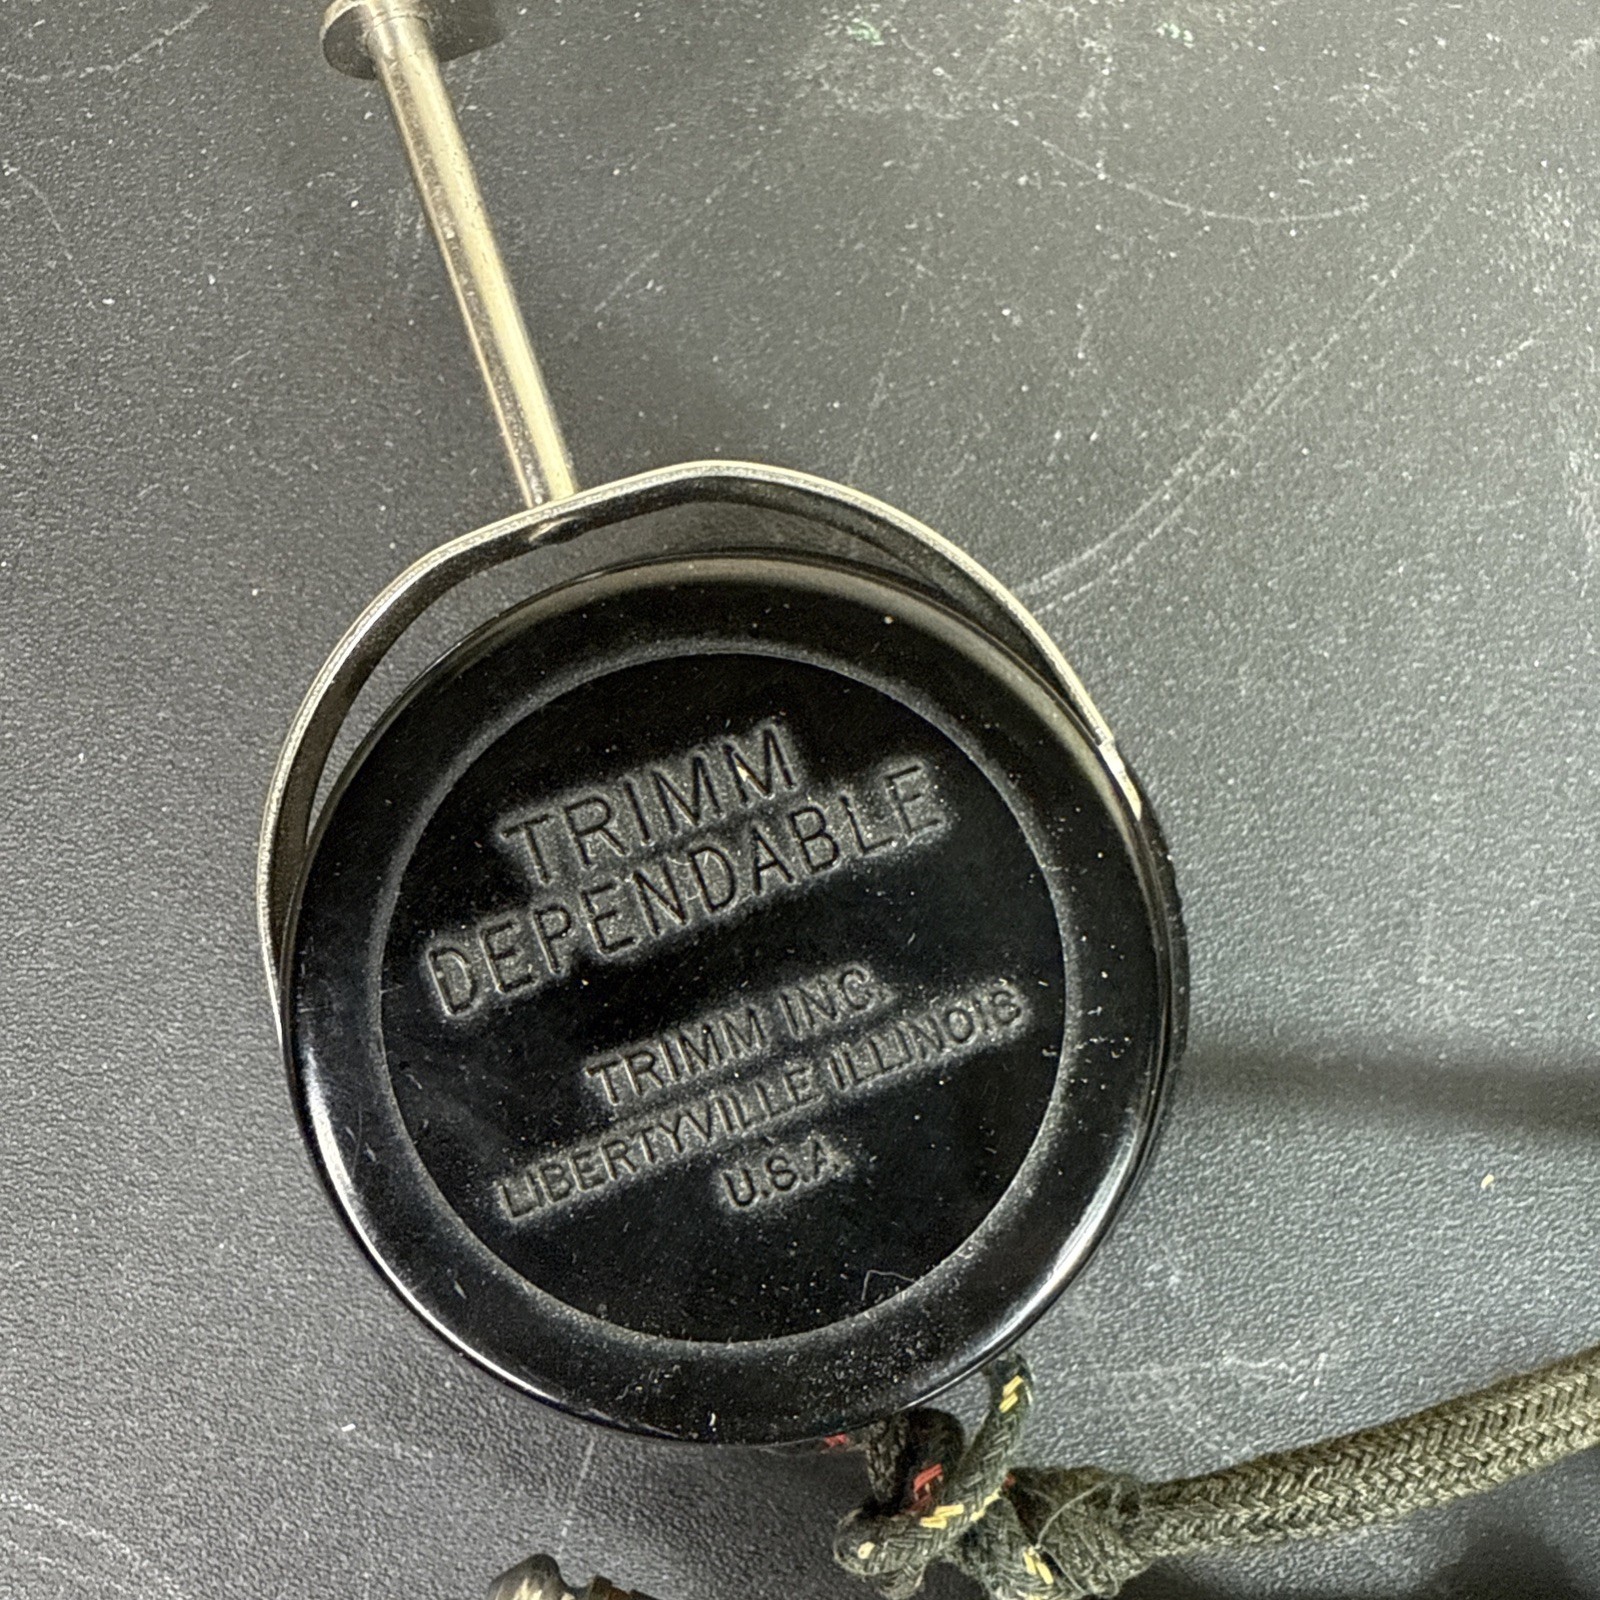 TRIMM
DEPENDABLE
TRIMM INC.
LIBERTYVILLE ILLINOIS
U.S.A.